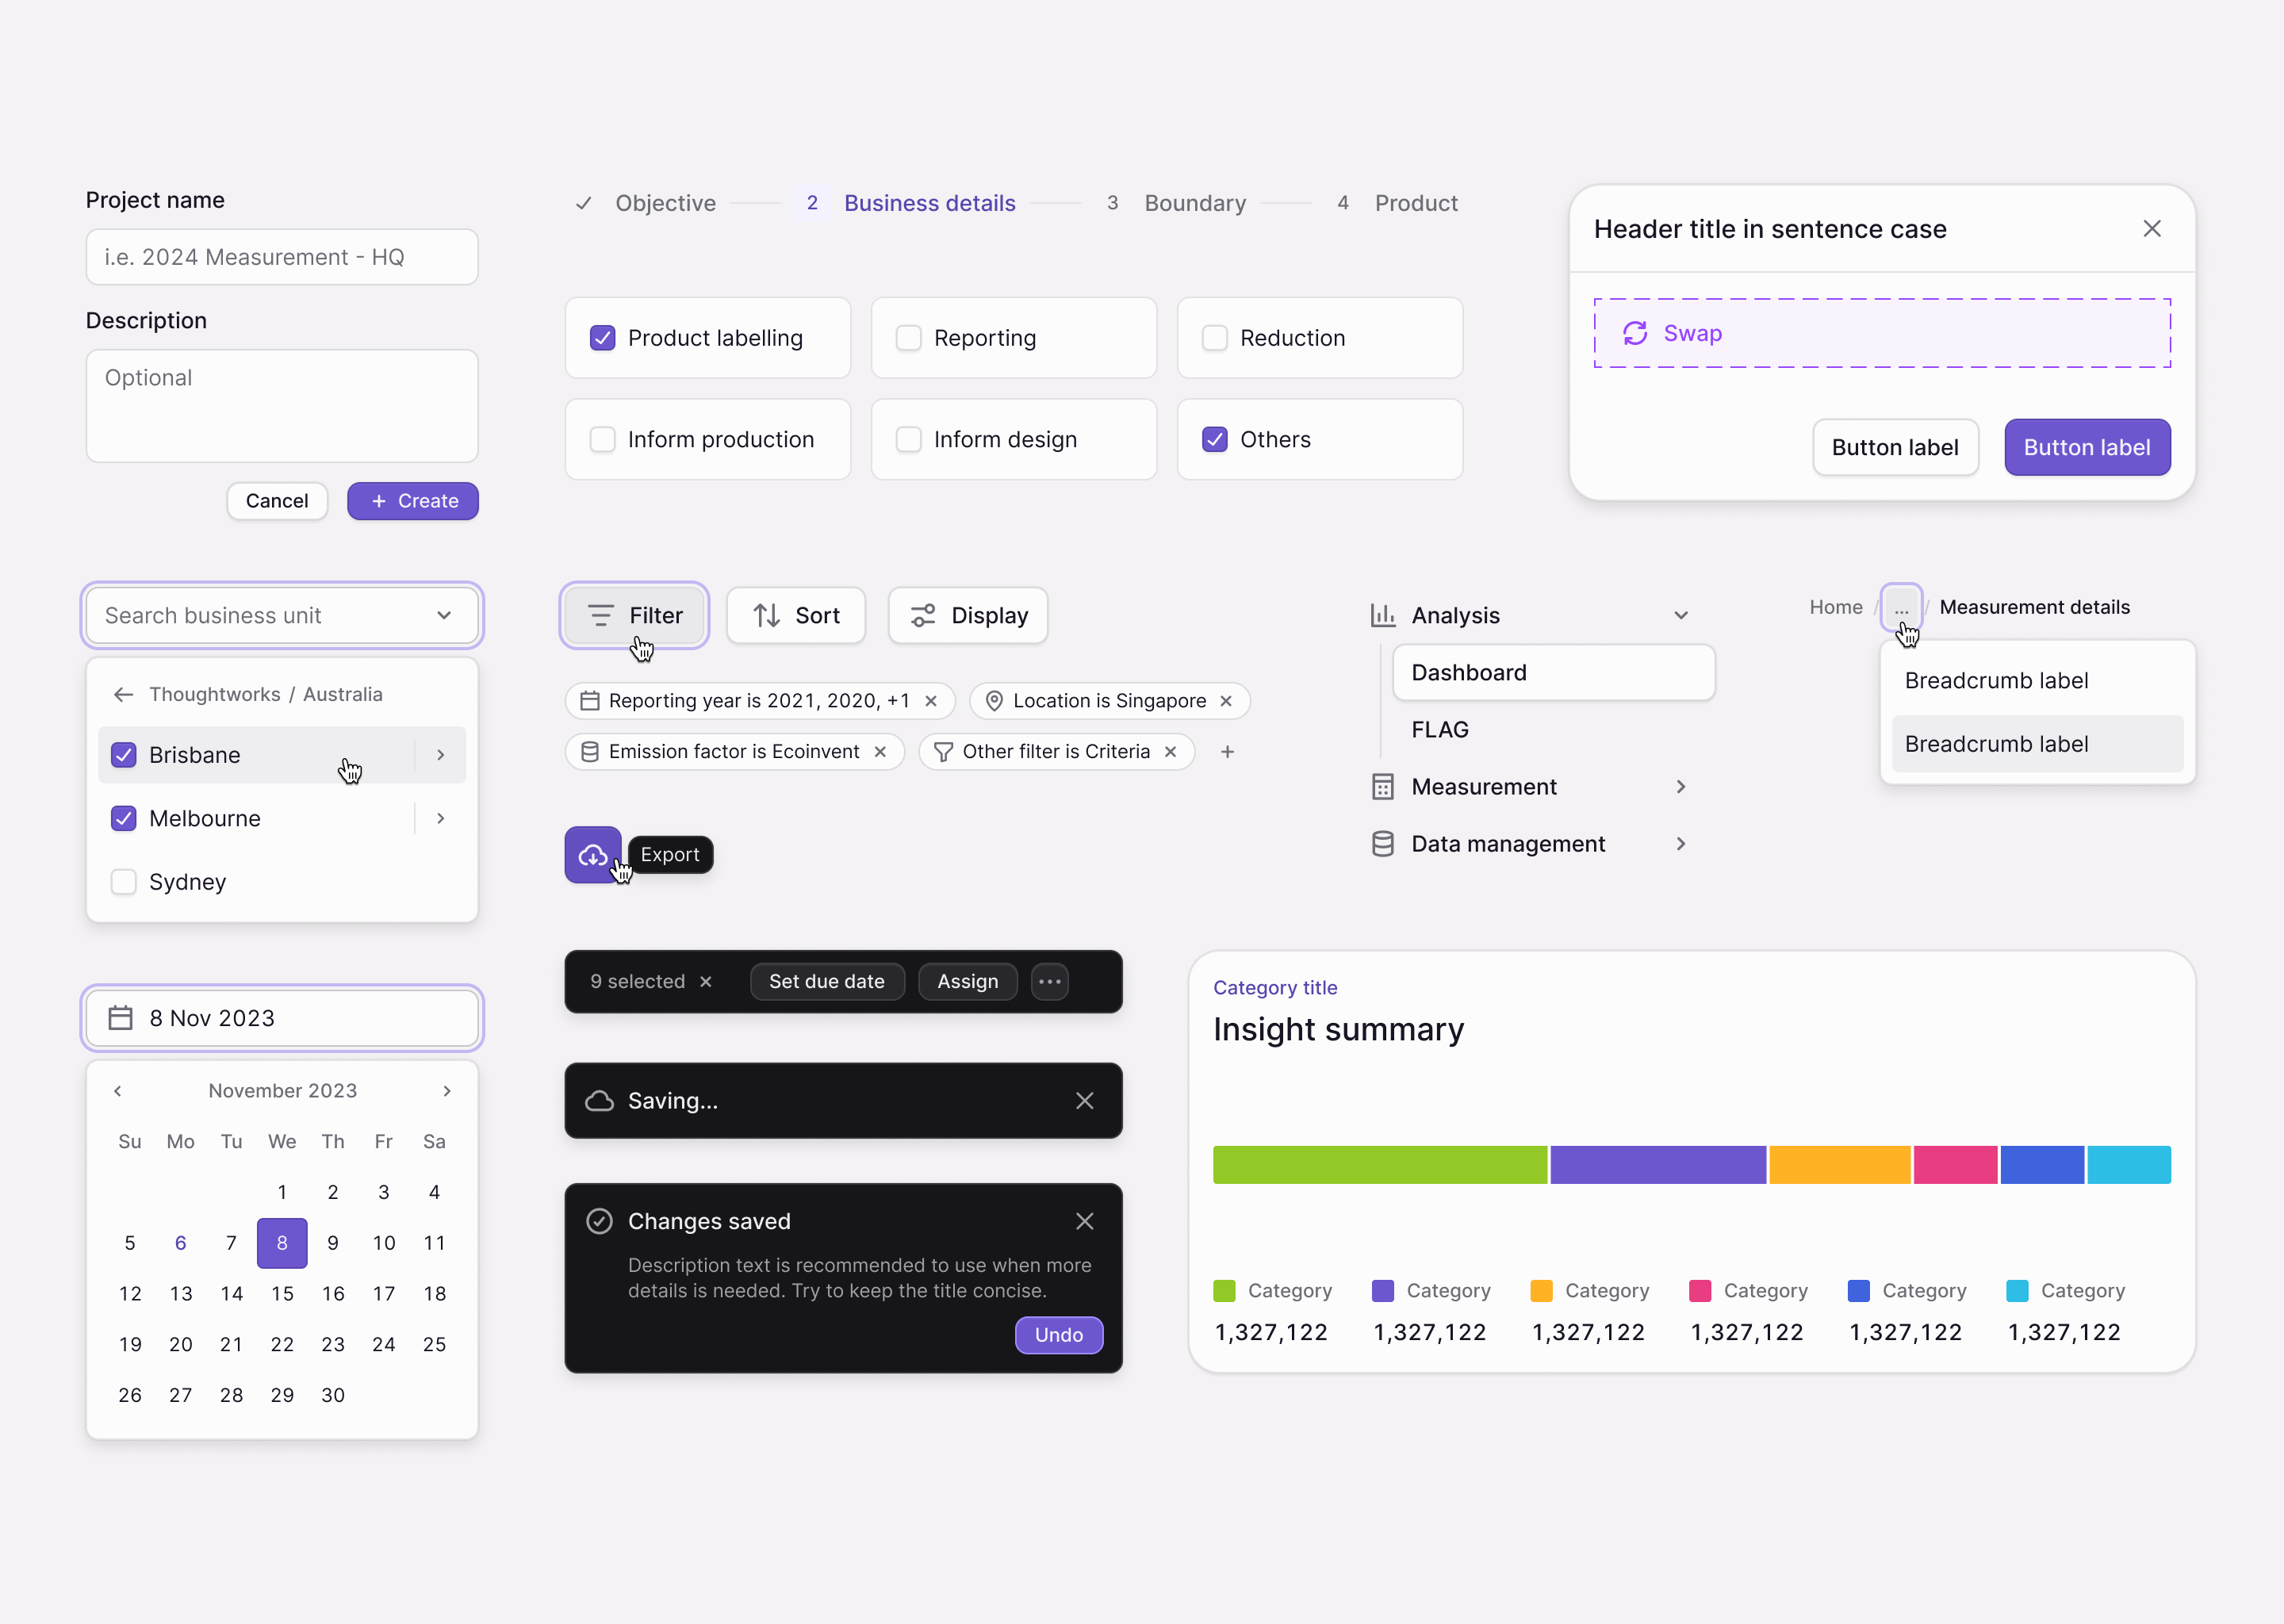 Project name
i.e. 2024 Measurement - HQ
Description
Optional
Cancel
+ Create
Objective
2 Business details
3 Boundary
4 Product
Product labelling
Reporting
Reduction
Inform production
Inform design
Others
Header title in sentence case
Swap
Button label
Button label
Search business unit
Thoughtworks / Australia
Brisbane
Melbourne
Sydney
Filter
Sort
Display
Reporting year is 2021, 2020, +1
Location is Singapore
Emission factor is Ecoinvent
Other filter is Criteria
+
Export
Analysis
Dashboard
FLAG
Measurement
Data management
Home / ... / Measurement details
Breadcrumb label
Breadcrumb label
8 Nov 2023
November 2023
Su Mo Tu We Th Fr Sa
1 2 3 4
5 6 7 8 9 10 11
12 13 14 15 16 17 18
19 20 21 22 23 24 25
26 27 28 29 30
9 selected
Set due date
Assign
Saving...
Changes saved
Description text is recommended to use when more
details is needed. Try to keep the title concise.
Undo
Category title
Insight summary
Category Category Category Category Category Category
1,327,122 1,327,122 1,327,122 1,327,122 1,327,122 1,327,122